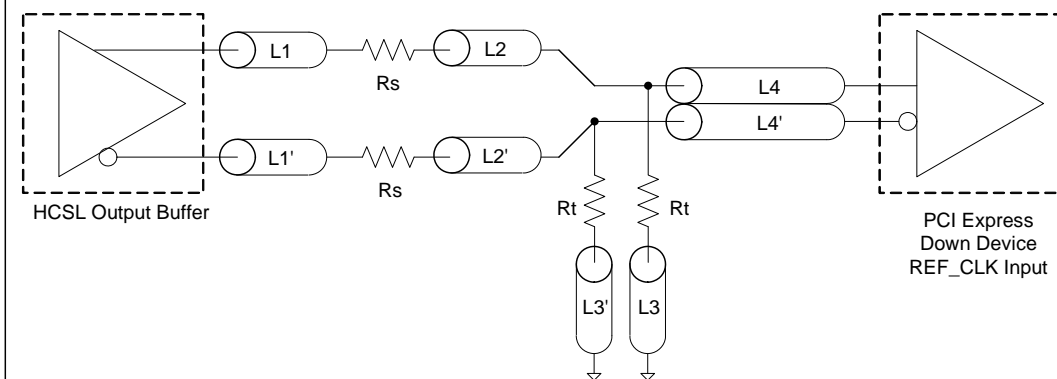 L1
L2
Rs
L4
L4'
L1'
L2'
Rs
HCSL Output Buffer
Rt
Rt
L3'
L3
PCI Express
Down Device
REF_CLK Input